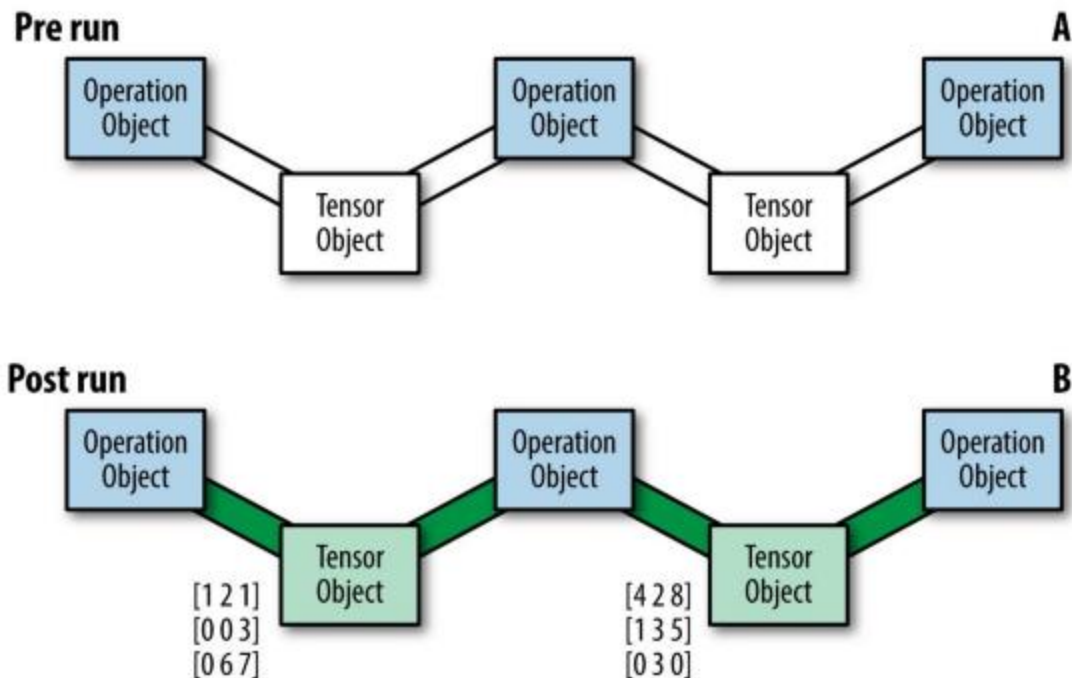 Pre run
A
Operation
Object
Operation
Object
Operation
Object
Tensor
Object
Tensor
Object
Post run
B
Operation
Object
Operation
Object
Operation
Object
Tensor
Object
Tensor
Object
[1 2 1]
[0 0 3]
[0 6 7]
[4 2 8]
[1 3 5]
[0 3 0]